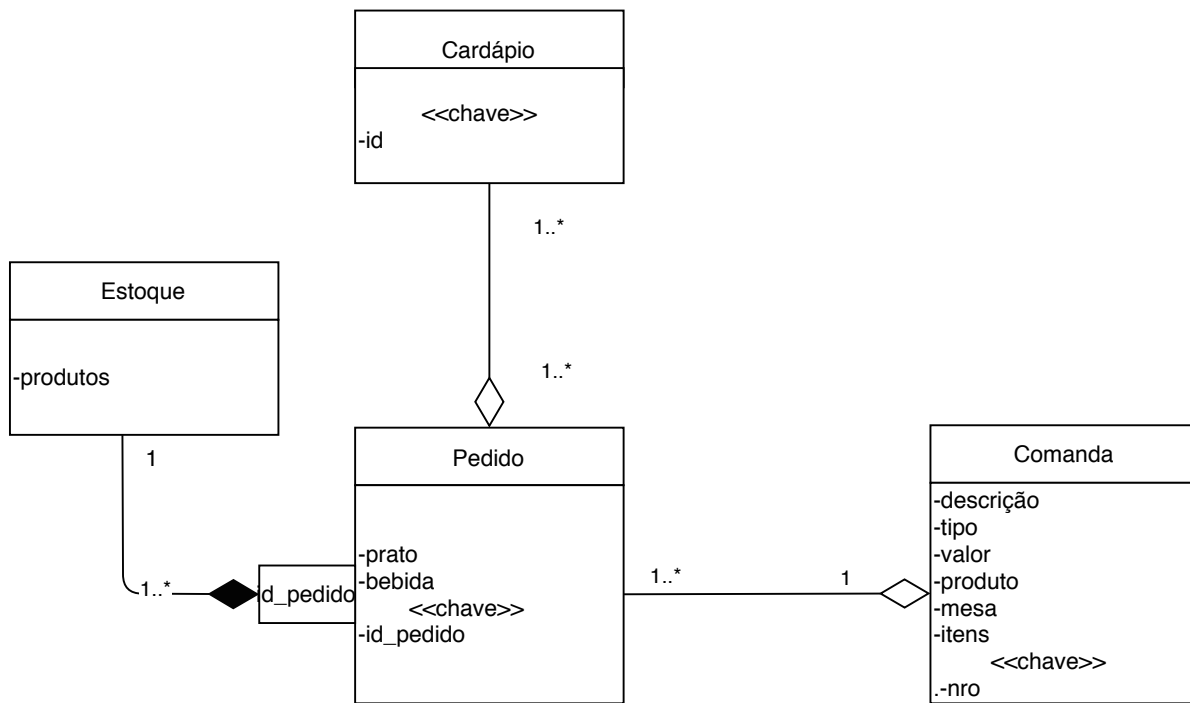 Cardápio
<<chave>>
-id
1..*
Estoque
-produtos
1
1..*
1..*
id_pedido
Pedido
-prato
-bebida
<<chave>>
-id_pedido
1..*
1
Comanda
-descrição
-tipo
-valor
-produto
-mesa
-itens
<<chave>>
.-nro